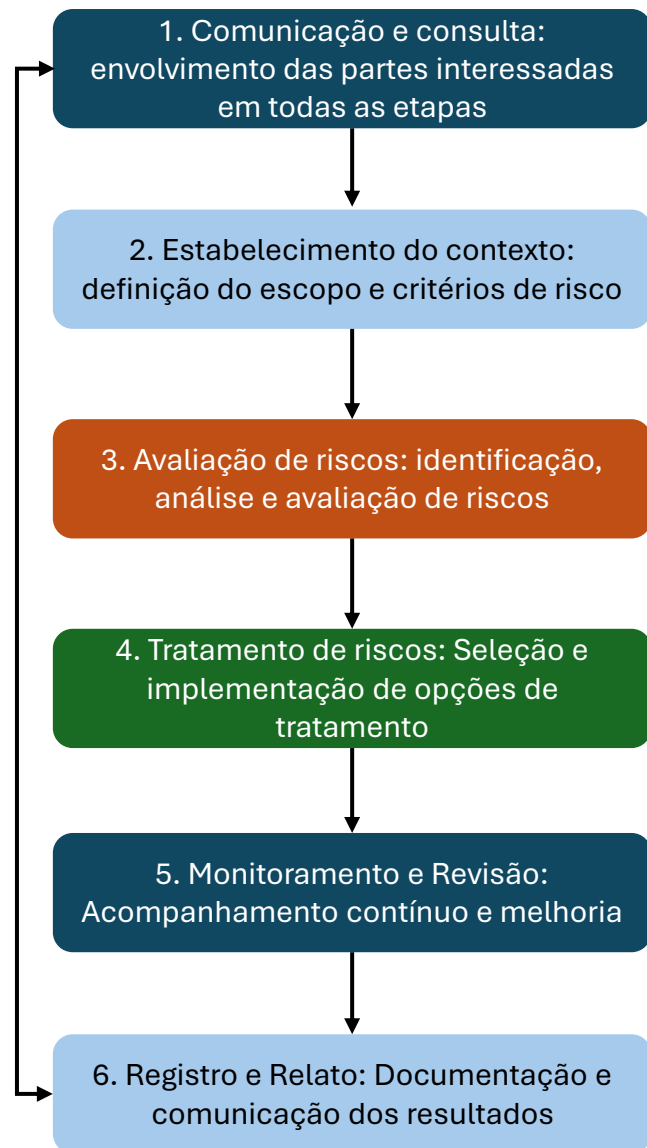 1. Comunicação e consulta:
envolvimento das partes interessadas
em todas as etapas
2. Estabelecimento do contexto:
definição do escopo e critérios de risco
3. Avaliação de riscos: identificação,
análise e avaliação de riscos
4. Tratamento de riscos: Seleção e
implementação de opções de
tratamento
5. Monitoramento e Revisão:
Acompanhamento contínuo e melhoria
6. Registro e Relato: Documentação e
comunicação dos resultados